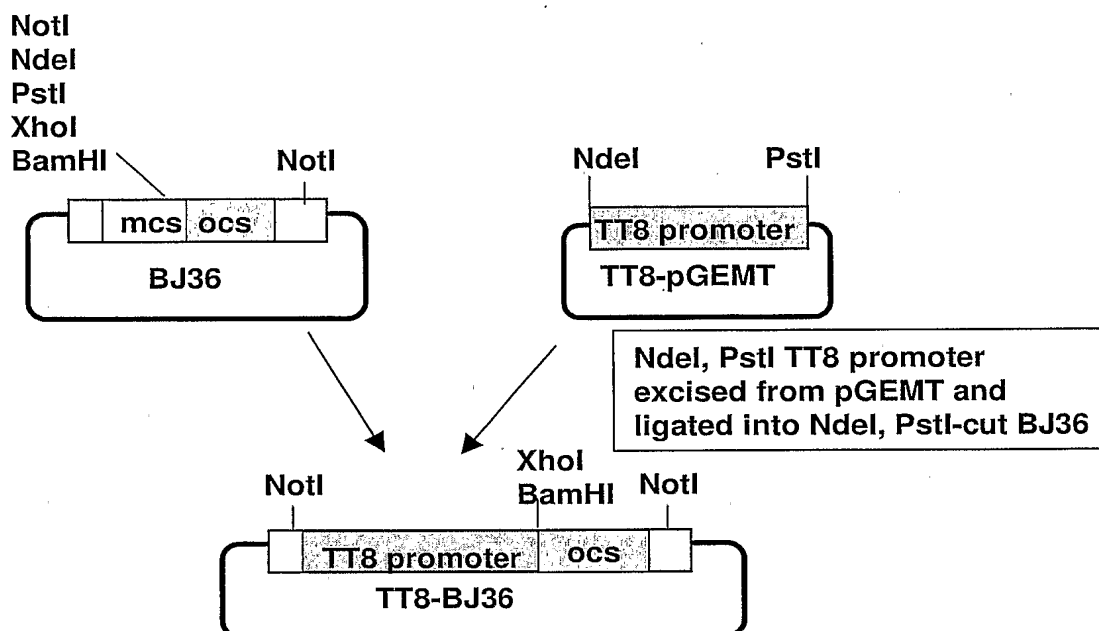 NotI
NdeI
PstI
XhoI
BamHI
NotI
mcs ocs
BJ36
NdeI
PstI
TT8 promoter
TT8-pGEMT
NdeI, PstI TT8 promoter
excised from pGEMT and
ligated into NdeI, PstI-cut BJ36
NotI
XhoI
BamHI
NotI
TT8 promoter
ocs
TT8-BJ36